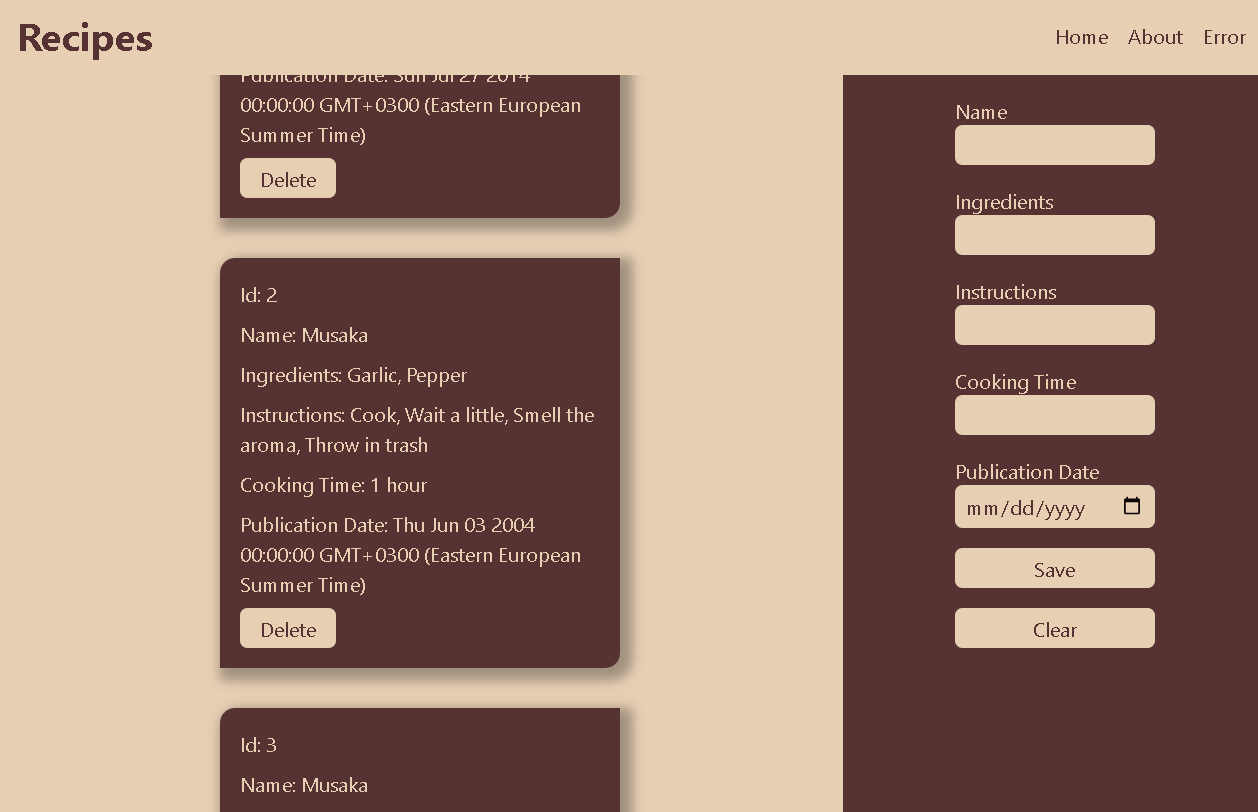 Recipes
Home About Error
Publication Date: Sun Jul 27 2014
00:00:00 GMT+0300 (Eastern European
Summer Time)
Delete
Id: 2
Name: Musaka
Ingredients: Garlic, Pepper
Instructions: Cook, Wait a little, Smell the
aroma, Throw in trash
Cooking Time: 1 hour
Publication Date: Thu Jun 03 2004
00:00:00 GMT+0300 (Eastern European
Summer Time)
Delete
Id: 3
Name: Musaka
Name
Ingredients
Instructions
Cooking Time
Publication Date
mm/dd/yyyy
Save
Clear